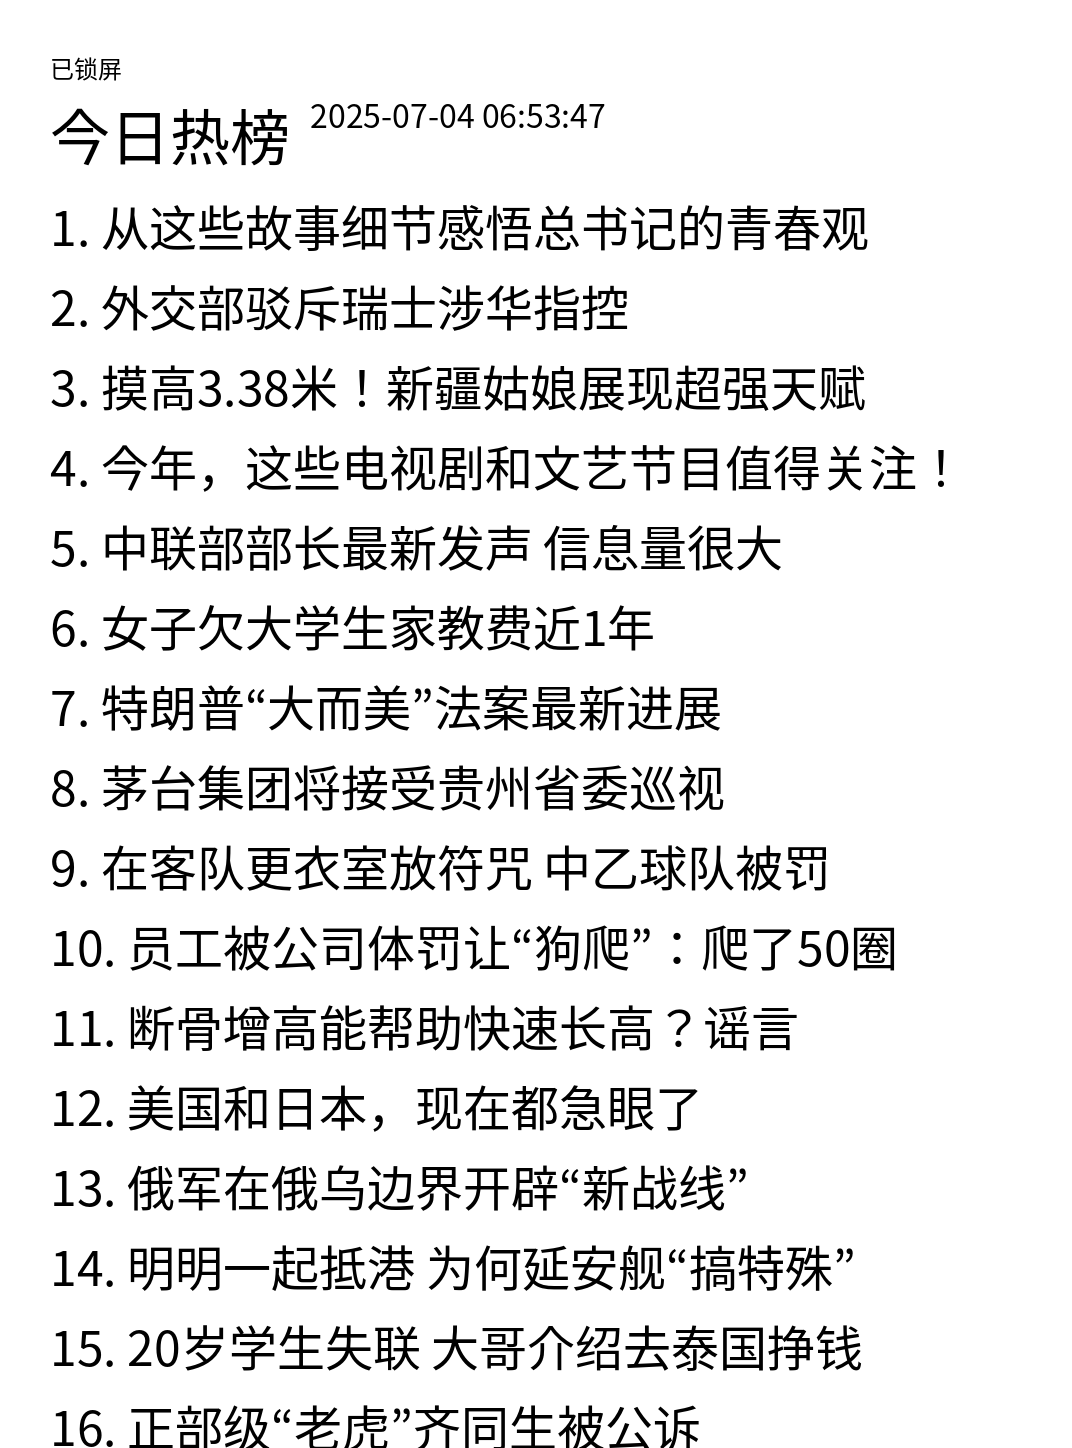 已锁屏
今日热榜 2025-07-04 06:53:47
1. 从这些故事细节感悟总书记的青春观
2. 外交部驳斥瑞士涉华指控
3. 摸高3.38米！新疆姑娘展现超强天赋
4. 今年，这些电视剧和文艺节目值得关注！
5. 中联部部长最新发声 信息量很大
6. 女子欠大学生家教费近1年
7. 特朗普“大而美”法案最新进展
8. 茅台集团将接受贵州省委巡视
9. 在客队更衣室放符咒 中乙球队被罚
10. 员工被公司体罚让“狗爬”：爬了50圈
11. 断骨增高能帮助快速长高？谣言
12. 美国和日本，现在都急眼了
13. 俄军在俄乌边界开辟“新战线”
14. 明明一起抵港 为何延安舰“搞特殊”
15. 20岁学生失联 大哥介绍去泰国挣钱
16. 正部级“老虎”齐同生被公诉